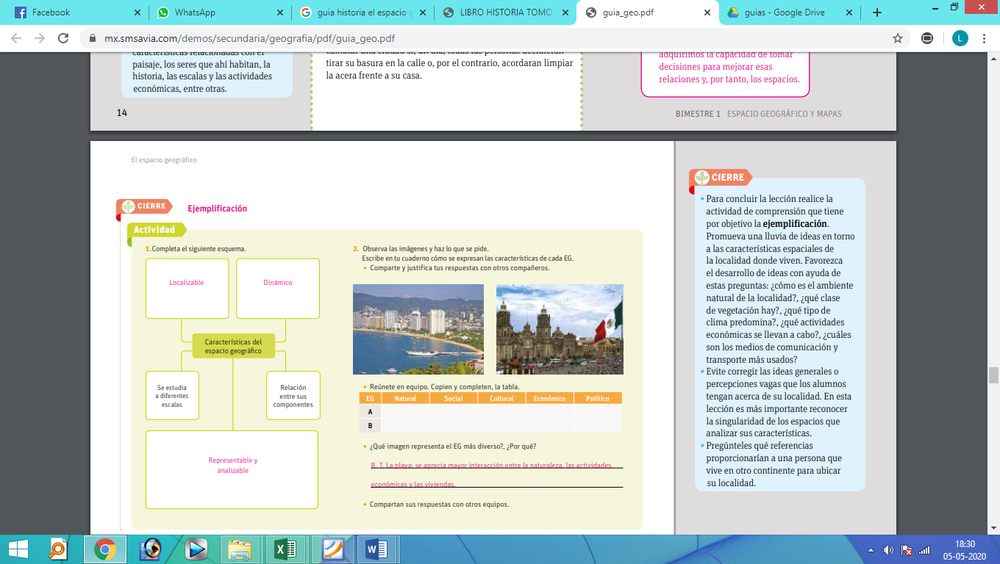 Facebook
WhatsApp
guia historia el espacio g
LIBRO HISTORIA TOMO
guia_geo.pdf
guias - Google Drive
mx.smsavia.com/demos/secundaria/geografia/pdf/guia_geo.pdf
L
características relacionadas con el
paisaje, los seres que ahí habitan, la
historia, las escalas y las actividades
económicas, entre otras.
cambiar una ciudad si, un día, todas las personas decidieran
tirar su basura en la calle o, por el contrario, acordaran limpiar
la acera frente a su casa.
adquirimos la capacidad de tomar
decisiones para mejorar esas
relaciones y, por tanto, los espacios.
14
BIMESTRE 1 ESPACIO GEOGRÁFICO Y MAPAS
El espacio geográfico
CIERRE
Ejemplificación
Actividad
1. Completa el siguiente esquema.
Localizable
Dinámico
Características del
espacio geográfico
Se estudia
a diferentes
escalas
Relación
entre sus
componentes
Representable y
analizable
2. Observa las imágenes y haz lo que se pide.
Escribe en tu cuaderno cómo se expresan las características de cada EG.
• Comparte y justifica tus respuestas con otros compañeros.
• Reúnete en equipo. Copien y completen, la tabla.
EG Natural Social Cultural Económico Político
A
B
• ¿Qué imagen representa el EG más diverso?, ¿Por qué?
R. T. La playa: se aprecia mayor interacción entre la naturaleza, las actividades
económicas y las viviendas.
• Compartan sus respuestas con otros equipos.
CIERRE
• Para concluir la lección realice la
actividad de comprensión que tiene
por objetivo la ejemplificación.
Promueva una lluvia de ideas en torno
a las características espaciales de
la localidad donde viven. Favorezca
el desarrollo de ideas con ayuda de
estas preguntas: ¿cómo es el ambiente
natural de la localidad?, ¿qué clase
de vegetación hay?, ¿qué tipo de
clima predomina?, ¿qué actividades
económicas se llevan a cabo?, ¿cuáles
son los medios de comunicación y
transporte más usados?
• Evite corregir las ideas generales o
percepciones vagas que los alumnos
tengan acerca de su localidad. En esta
lección es más importante reconocer
la singularidad de los espacios que
analizar sus características.
• Pregúnteles qué referencias
proporcionarían a una persona que
vive en otro continente para ubicar
su localidad.
18:30
05-05-2020